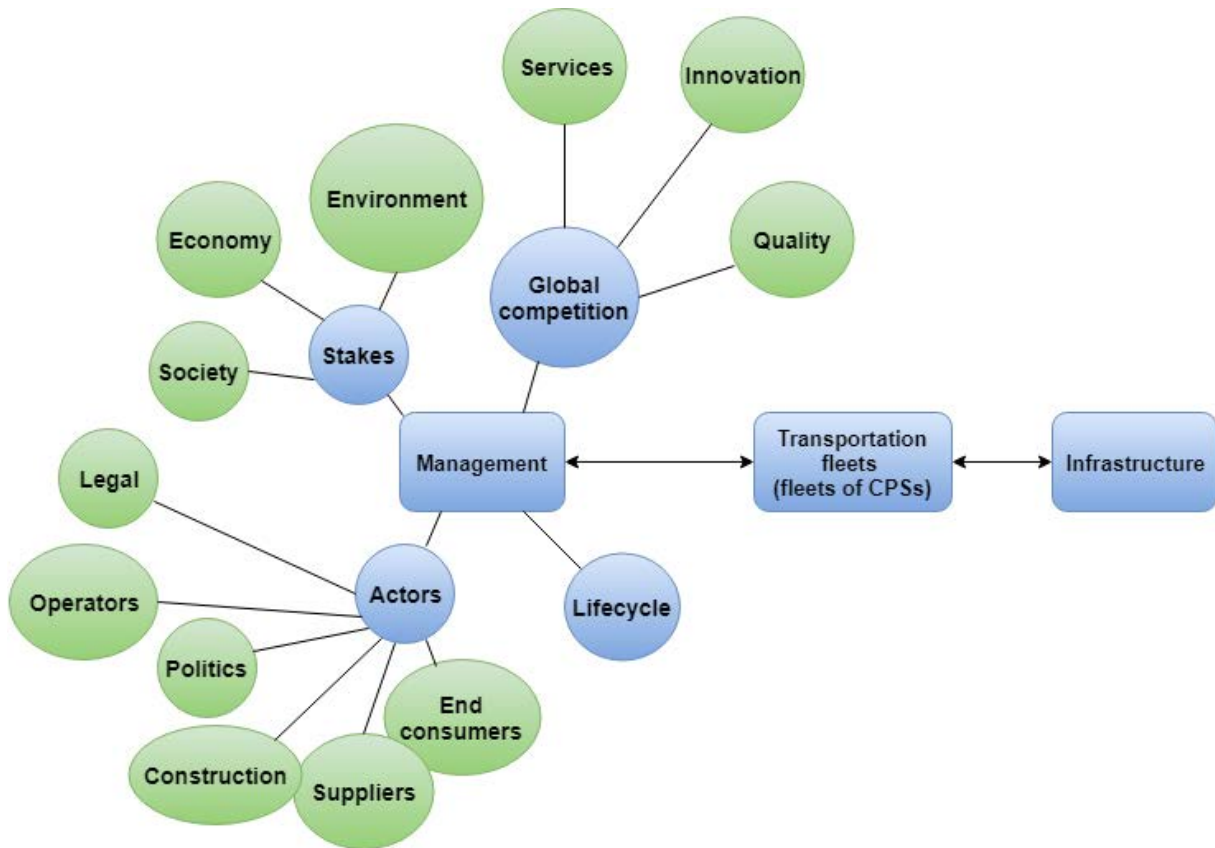 Services
Innovation
Environment
Economy
Quality
Global
competition
Stakes
Society
Management
Transportation
fleets
(fleets of CPSs)
Infrastructure
Legal
Operators
Actors
Lifecycle
Politics
End
consumers
Construction
Suppliers